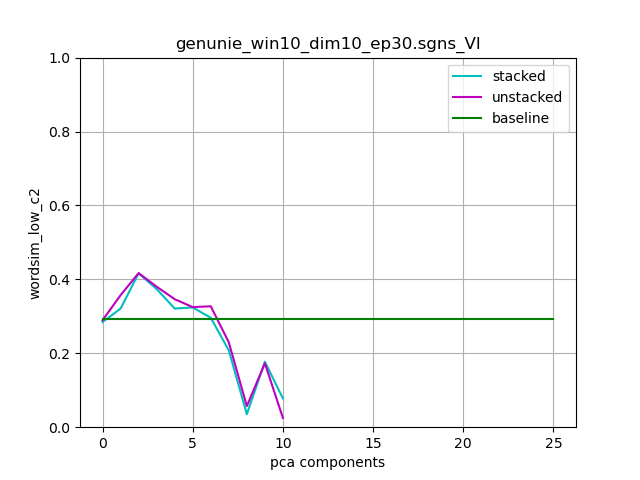 genunie_win10_dim10_ep30.sgns_VI
1.0
0.8
0.6
0.4
0.2
0.0
wordsim_low_c2
stacked
unstacked
baseline
0 5 10 15 20 25
pca components